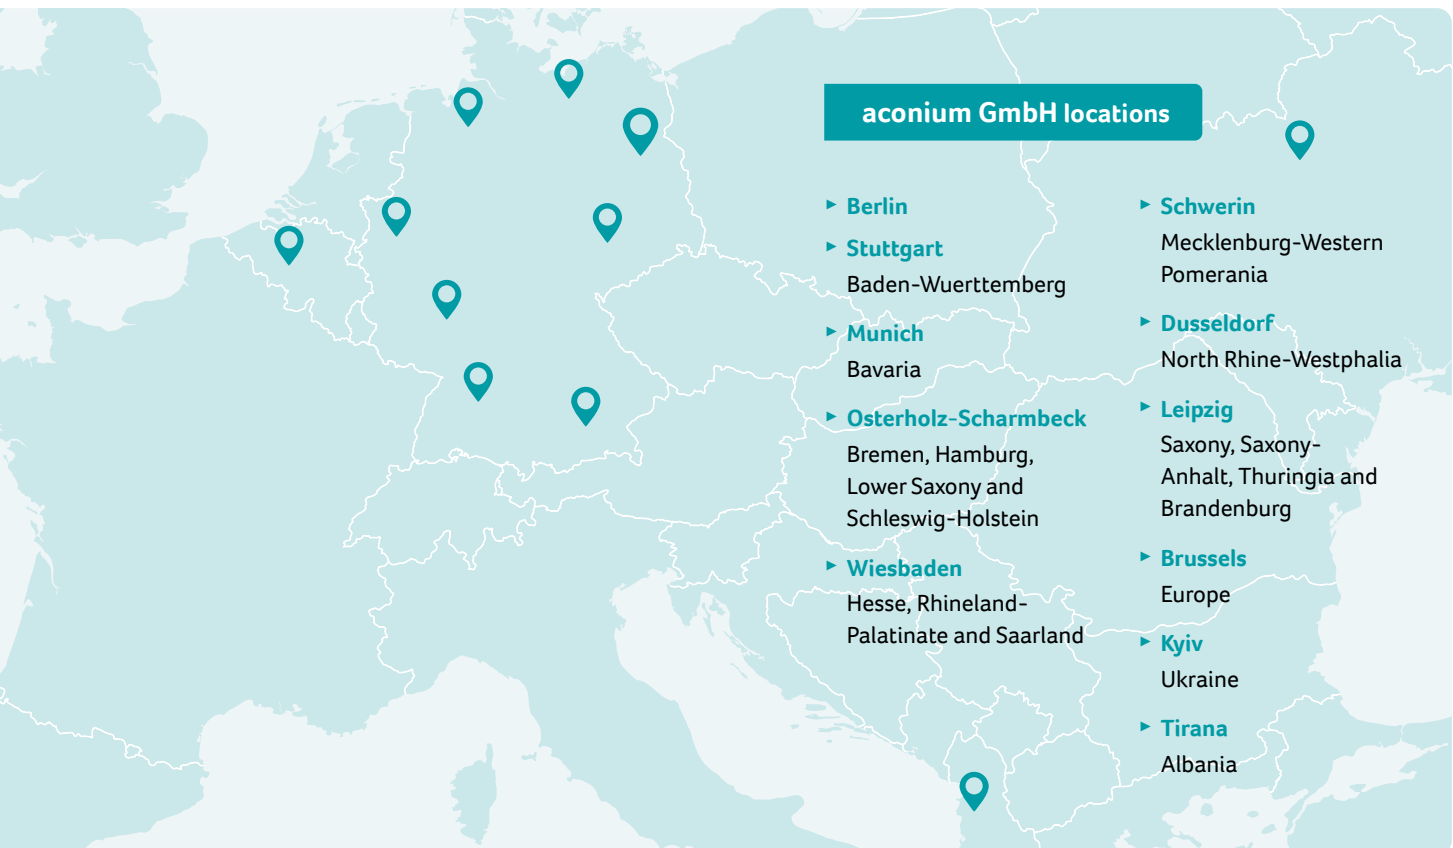 aconium GmbH locations
▸ Berlin
▸ Stuttgart
Baden-Wuerttemberg
▸ Munich
Bavaria
▸ Osterholz-Scharmbeck
Bremen, Hamburg,
Lower Saxony and
Schleswig-Holstein
▸ Wiesbaden
Hesse, Rhineland-
Palatinate and Saarland
▸ Schwerin
Mecklenburg-Western
Pomerania
▸ Dusseldorf
North Rhine-Westphalia
▸ Leipzig
Saxony, Saxony-
Anhalt, Thuringia and
Brandenburg
▸ Brussels
Europe
▸ Kyiv
Ukraine
▸ Tirana
Albania